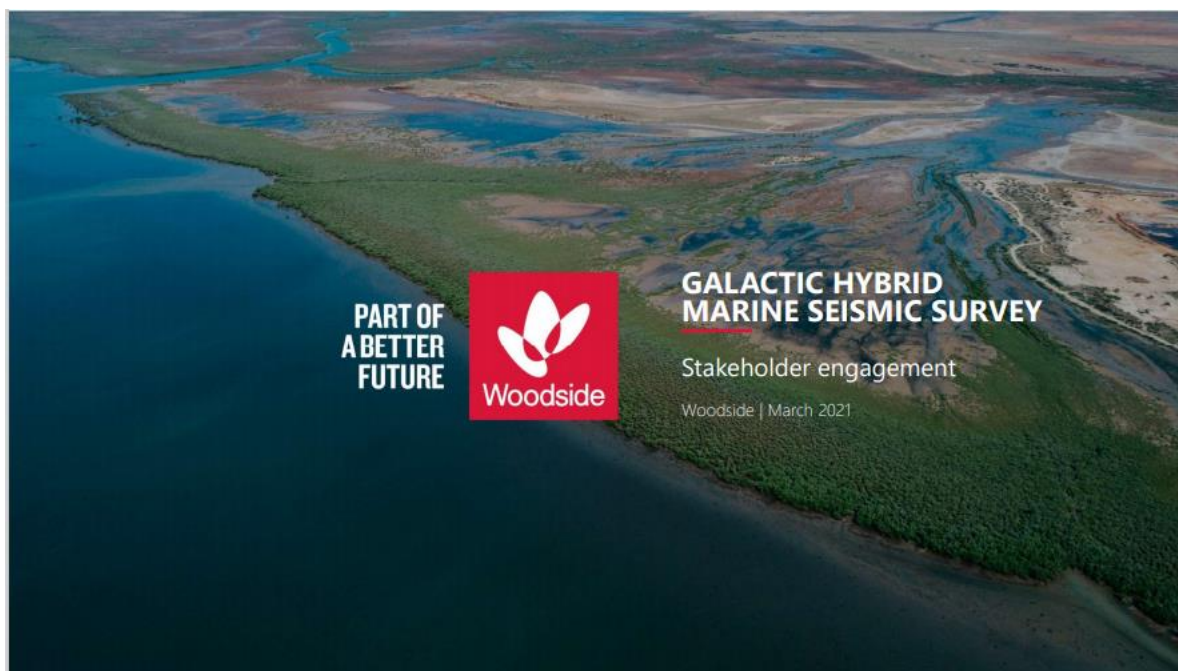 PART OF
A BETTER
FUTURE
Woodside
GALACTIC HYBRID
MARINE SEISMIC SURVEY
Stakeholder engagement
Woodside | March 2021